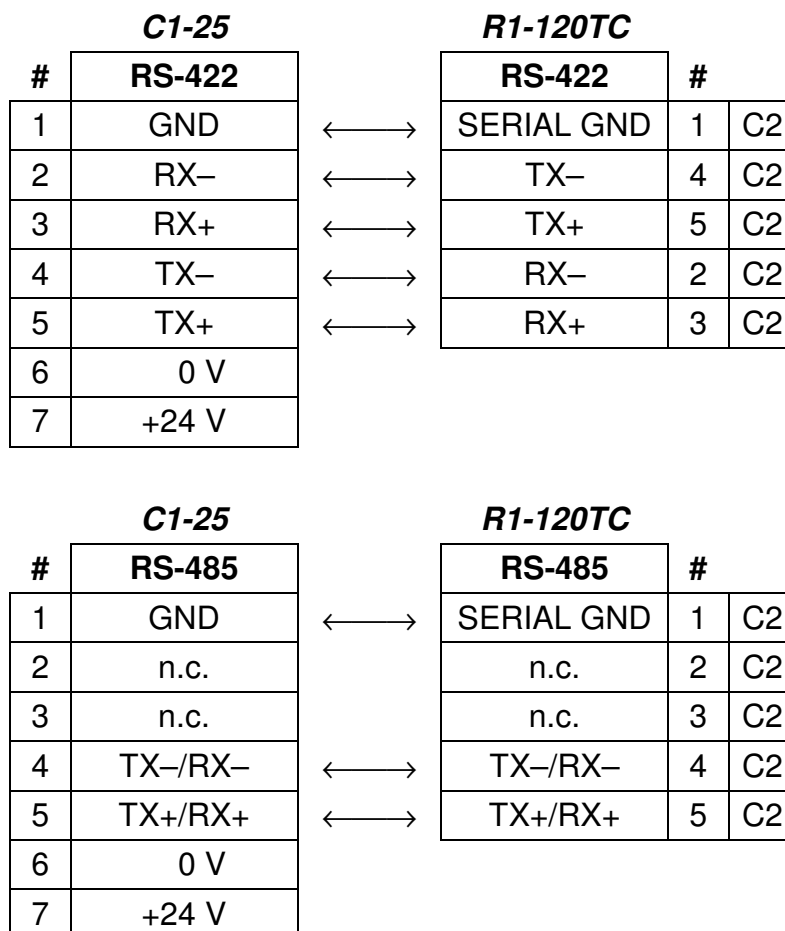 C1-25 R1-120TC
# RS-422 RS-422 #
1 GND ←⎯→ SERIAL GND 1 C2
2 RX– ←⎯→ TX– 4 C2
3 RX+ ←⎯→ TX+ 5 C2
4 TX– ←⎯→ RX– 2 C2
5 TX+ ←⎯→ RX+ 3 C2
6 0 V
7 +24 V
C1-25 R1-120TC
# RS-485 RS-485 #
1 GND ←⎯→ SERIAL GND 1 C2
2 n.c. n.c. 2 C2
3 n.c. n.c. 3 C2
4 TX–/RX– ←⎯→ TX–/RX– 4 C2
5 TX+/RX+ ←⎯→ TX+/RX+ 5 C2
6 0 V
7 +24 V